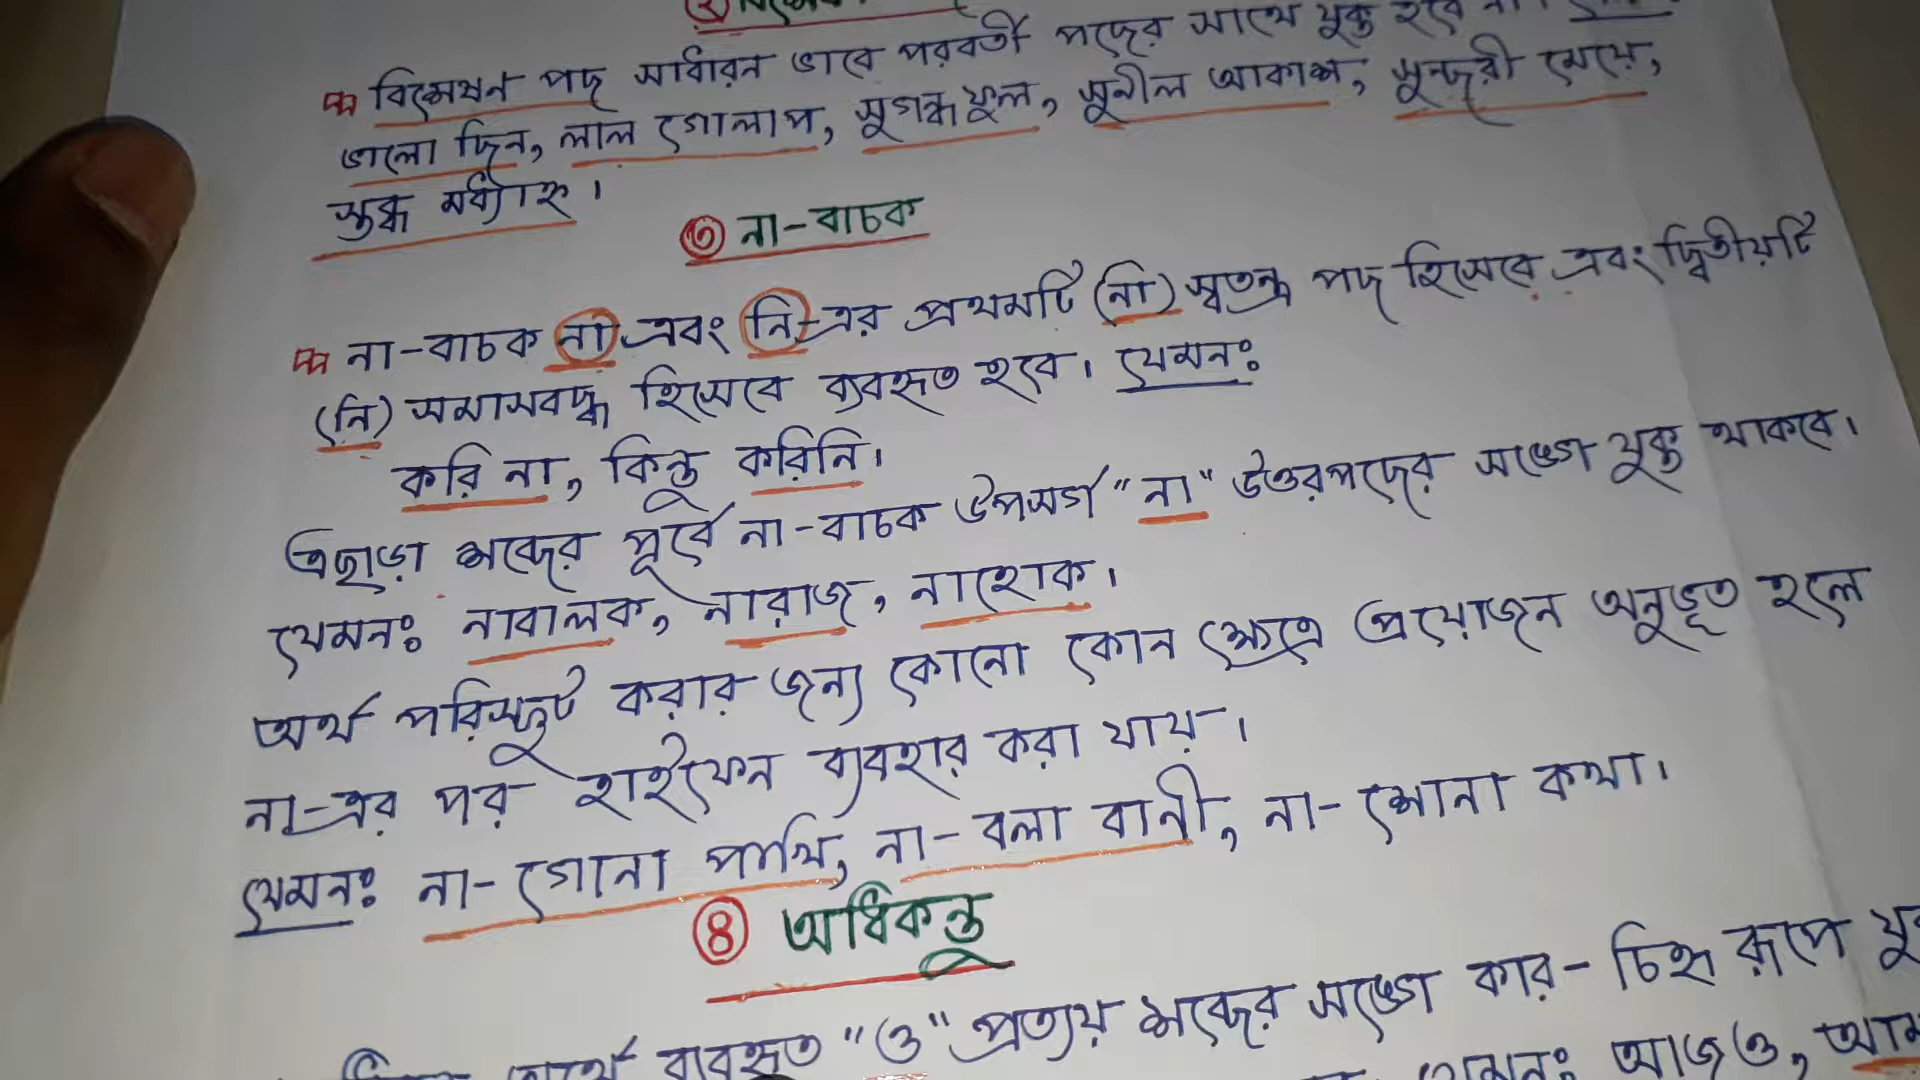 বিশেষণ পদ সাধারন ভাবে পরবর্তী পদের সাথে যুক্ত হবে না।
ভালো দিন, লাল গোলাপ, সুগন্ধ ফুল, সুনীল আকাশ, সুন্দরী মেয়ে,
স্তব্ধ মধ্যাহ্ন।
৩ না-বাচক
না-বাচক না এবং নি-এর প্রথমটি (না) স্বতন্ত্র পদ হিসেবে এবং দ্বিতীয়টি
(নি) সমাসবদ্ধ হিসেবে ব্যবহৃত হবে। যেমনঃ
করি না, কিন্তু করিনি।
এছাড়া শব্দের পূর্বে না-বাচক উপসর্গ "না" উত্তরপদের সঙ্গে যুক্ত থাকবে।
যেমনঃ নাবালক, নারাজ, নাহোক।
অর্থ পরিস্ফুট করার জন্য কোনো কোন ক্ষেত্রে প্রয়োজন অনুভূত হলে
না-এর পর হাইফেন ব্যবহার করা যায়।
যেমনঃ না-গোনা পাখি, না-বলা বানী, না-শোনা কথা।
৪ অধিকন্তু
অর্থে ব্যবহৃত "ও" প্রত্যয় শব্দের সঙ্গে কার-চিহ্ন রূপে
যেমনঃ আজও,